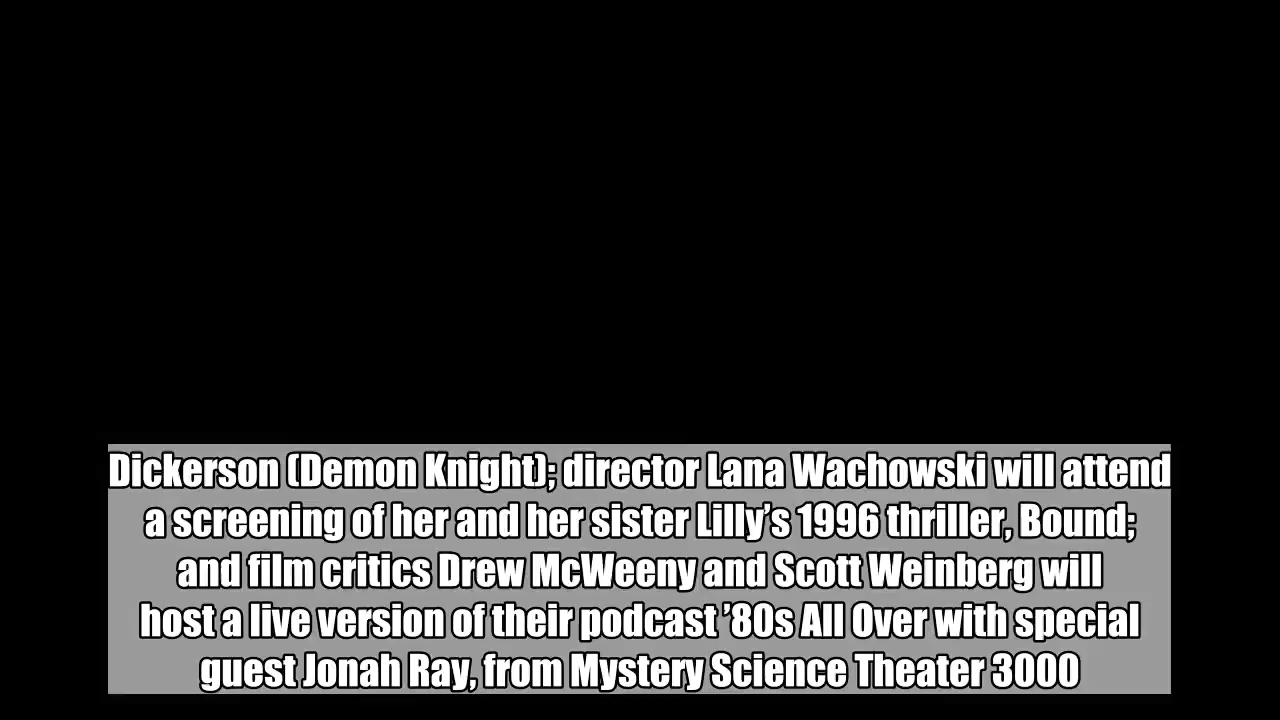 Dickerson (Demon Knight); director Lana Wachowski will attend
a screening of her and her sister Lilly’s 1996 thriller, Bound;
and film critics Drew McWeeny and Scott Weinberg will
host a live version of their podcast ’80s All Over with special
guest Jonah Ray, from Mystery Science Theater 3000